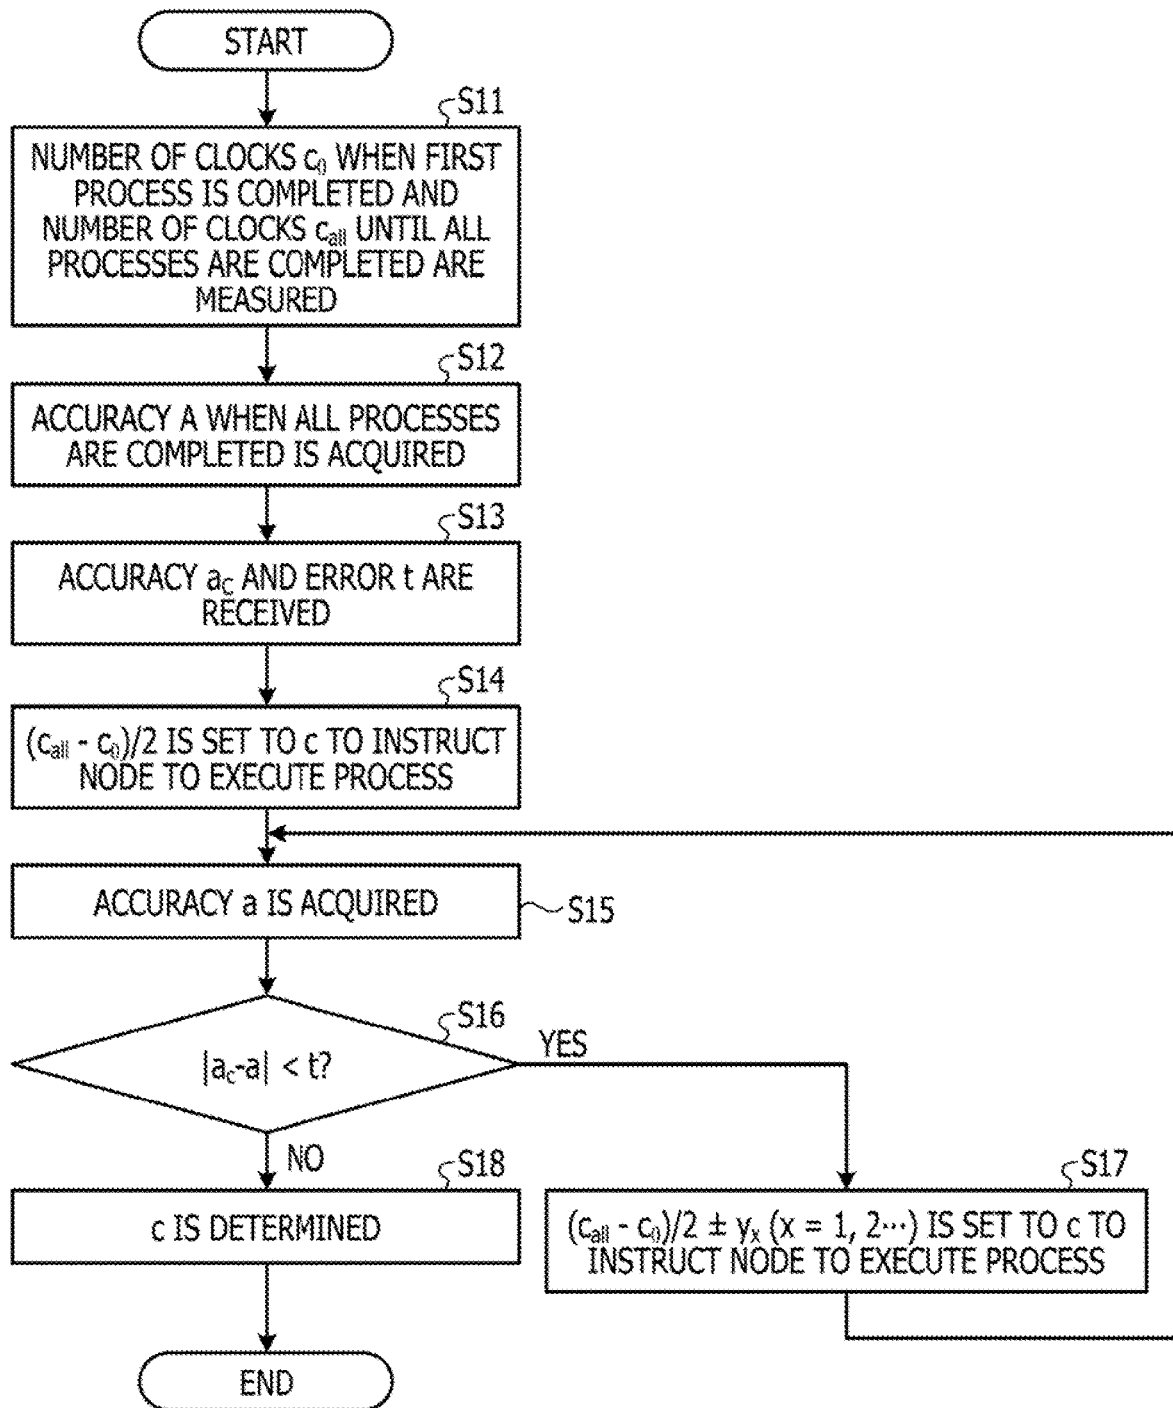 START
S11
NUMBER OF CLOCKS c₀ WHEN FIRST
PROCESS IS COMPLETED AND
NUMBER OF CLOCKS cₐₗₗ UNTIL ALL
PROCESSES ARE COMPLETED ARE
MEASURED
S12
ACCURACY A WHEN ALL PROCESSES
ARE COMPLETED IS ACQUIRED
S13
ACCURACY a_C AND ERROR t ARE
RECEIVED
S14
(cₐₗₗ - c₀)/2 IS SET TO c TO INSTRUCT
NODE TO EXECUTE PROCESS
ACCURACY a IS ACQUIRED
S15
S16
|a_c-a| < t?
YES
NO
S18
c IS DETERMINED
S17
(cₐₗₗ - c₀)/2 ± yₓ (x = 1, 2···) IS SET TO c TO
INSTRUCT NODE TO EXECUTE PROCESS
END